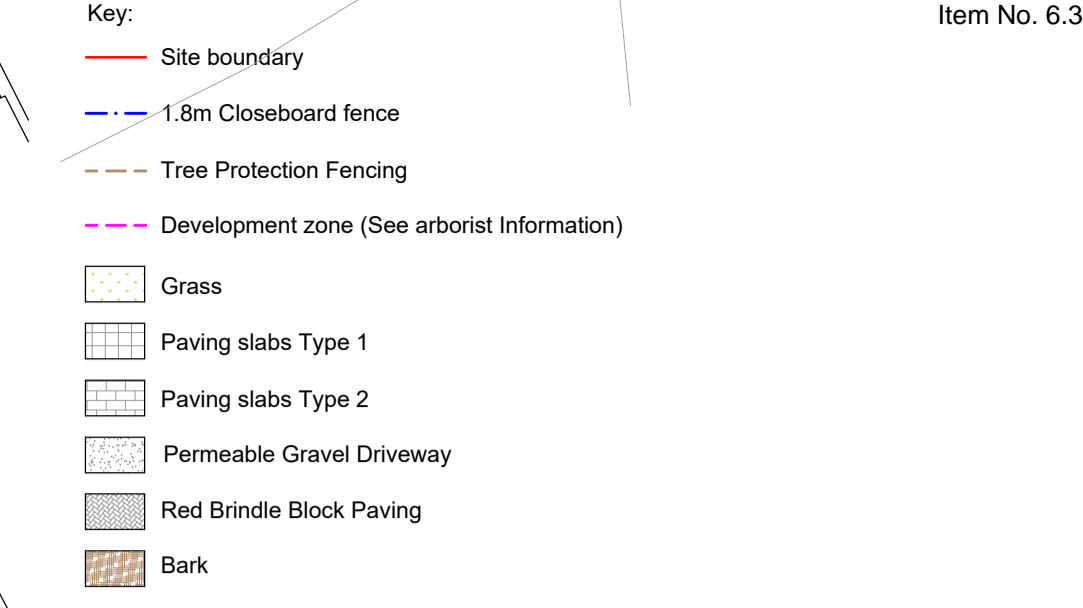 Key:
Item No. 6.3
Site boundary
1.8m Closeboard fence
Tree Protection Fencing
Development zone (See arborist Information)
Grass
Paving slabs Type 1
Paving slabs Type 2
Permeable Gravel Driveway
Red Brindle Block Paving
Bark